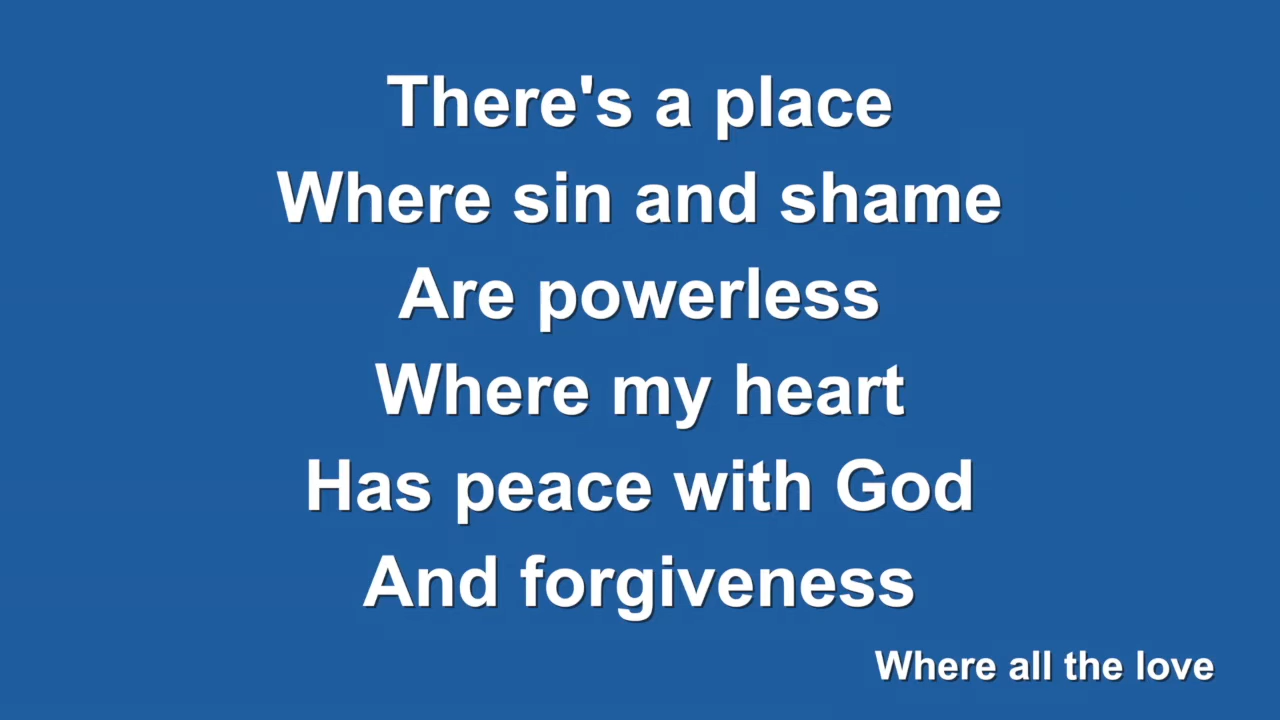 There's a place
Where sin and shame
Are powerless
Where my heart
Has peace with God
And forgiveness
Where all the love